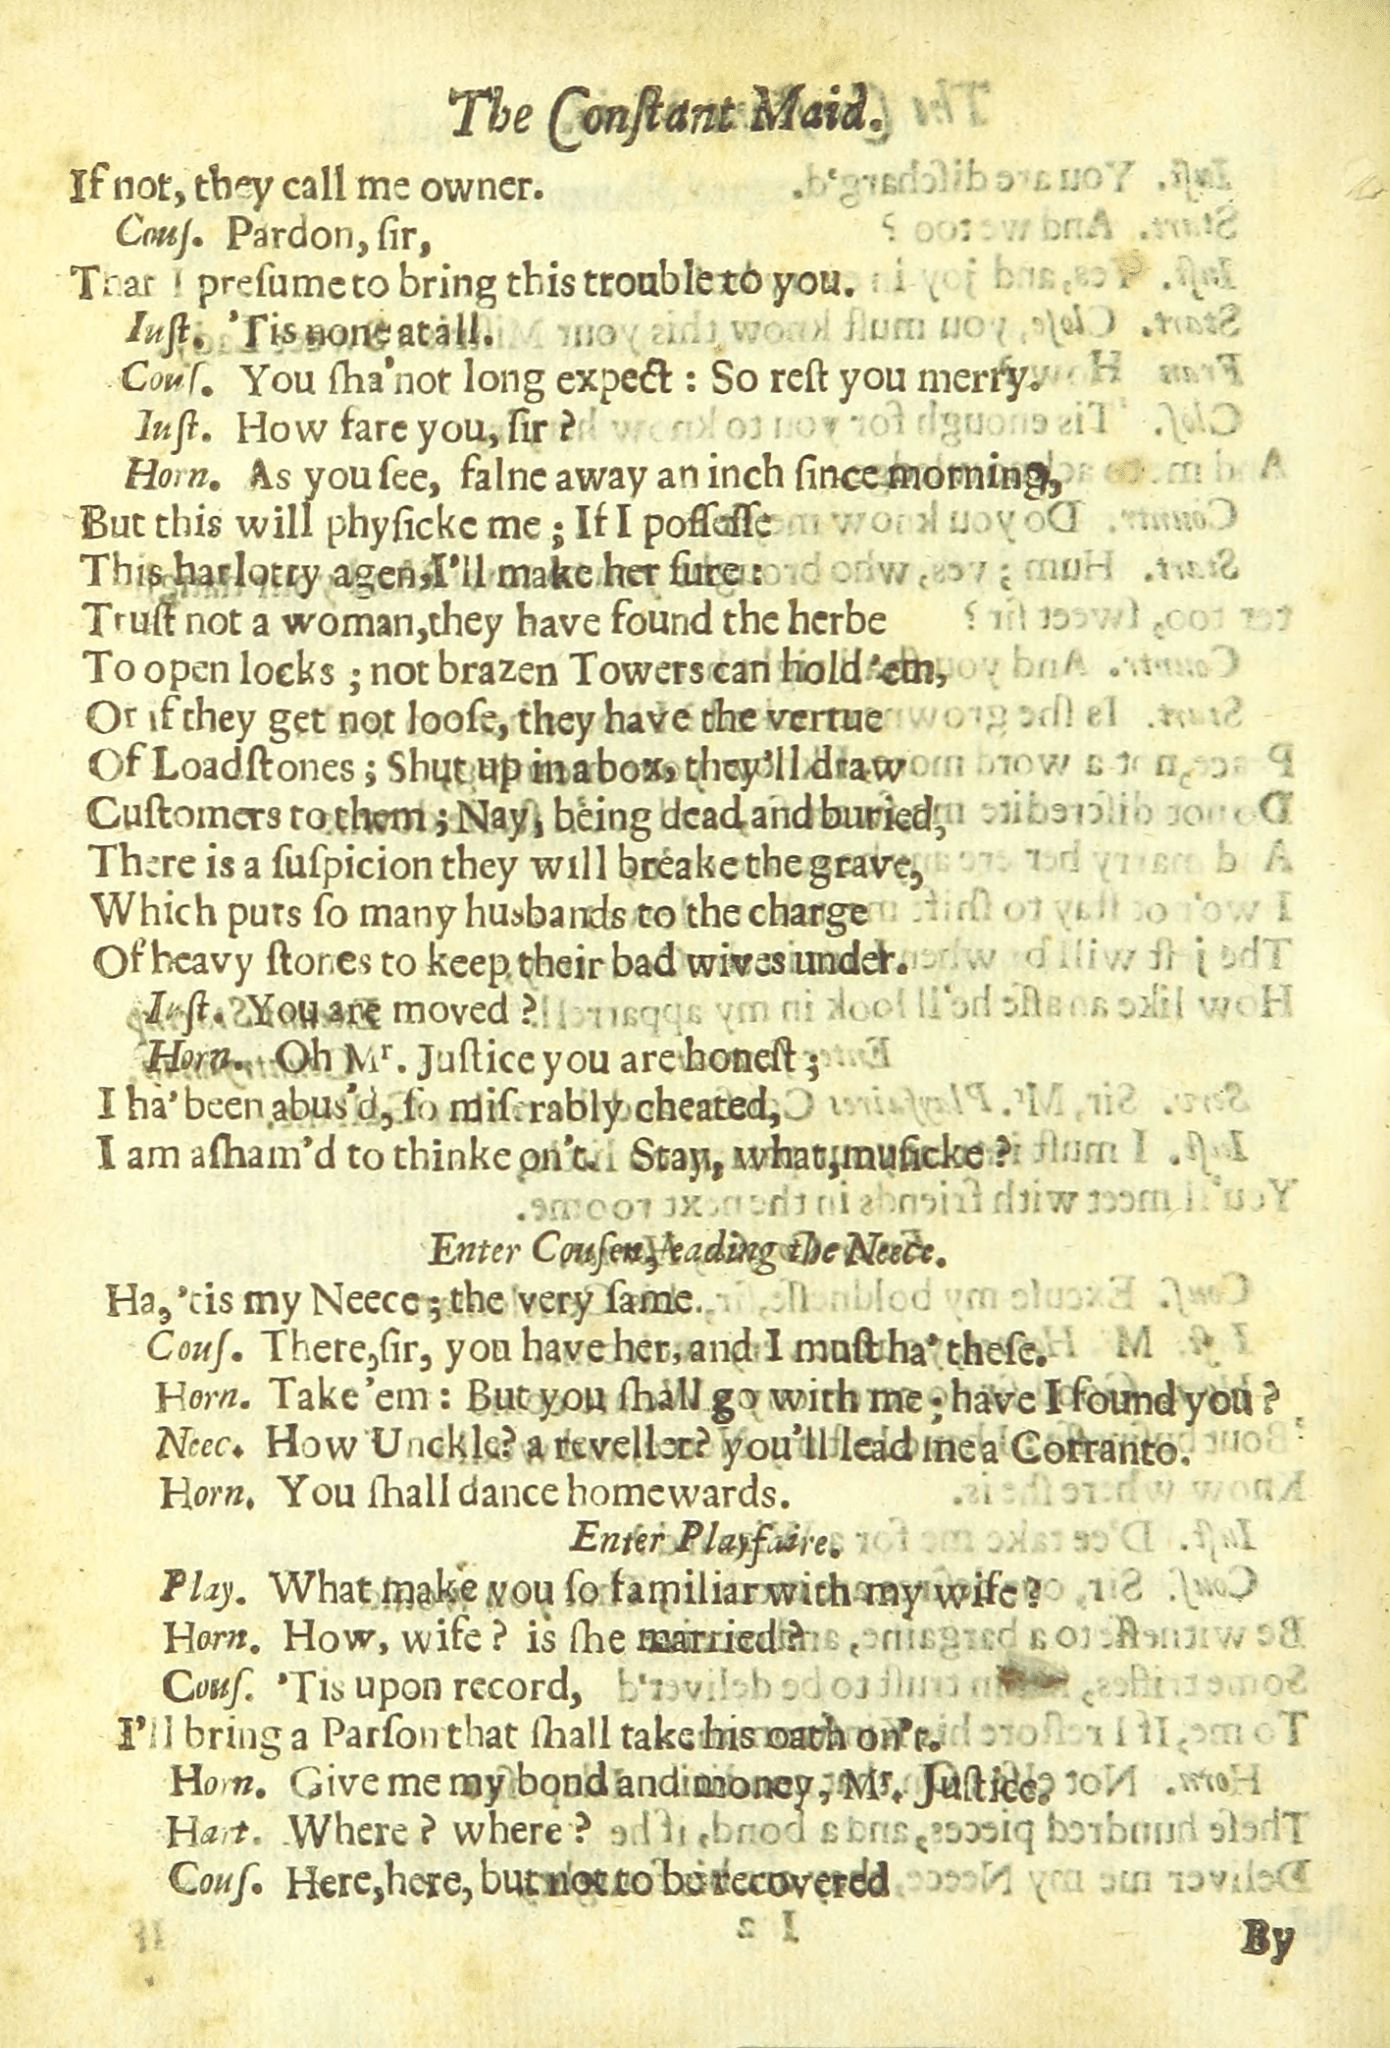 The Conſtant Maid.
If not, they call me owner.
Couſ. Pardon, ſir,
That I preſume to bring this trouble to you.
Iuſt. 'Tis none at all.
Couſ. You ſha'not long expect : So reſt you merry.
Iuſt. How fare you, ſir ?
Horn. As you ſee, falne away an inch ſince morning,
But this will phyſicke me ; If I poſſeſſe
This harlotry agen, I'll make her ſure :
Truſt not a woman, they have found the herbe
To open locks ; not brazen Towers can hold 'em,
Or if they get not looſe, they have the vertue
Of Loadſtones ; Shut up in a box, they'll draw
Cuſtomers to them ; Nay, being dead and buried,
There is a ſuſpicion they will breake the grave,
Which puts ſo many husbands to the charge
Of heavy ſtones to keep their bad wives under.
Iuſt. You are moved ?
Horn. Oh Mr. Juſtice you are honeſt ;
I ha' been abus'd, ſo miſerably cheated,
I am aſham'd to thinke on't. Stay, what, muſicke ?
Enter Couſen, leading the Neece.
Ha, 'tis my Neece ; the very ſame.
Couſ. There, ſir, you have her, and I muſt ha' theſe.
Horn. Take 'em : But you ſhall go with me ; have I found you ?
Neec. How Unckle ? a reveller ? you'll lead me a Corranto.
Horn. You ſhall dance homewards.
Enter Playfaire.
Play. What make you ſo familiar with my wife ?
Horn. How, wife ? is ſhe married ?
Couſ. 'Tis upon record,
I'll bring a Parſon that ſhall take his oath on't.
Horn. Give me my bond and money, Mr. Juſtice.
Hart. Where ? where ?
Couſ. Here, here, but not to be recovered
By